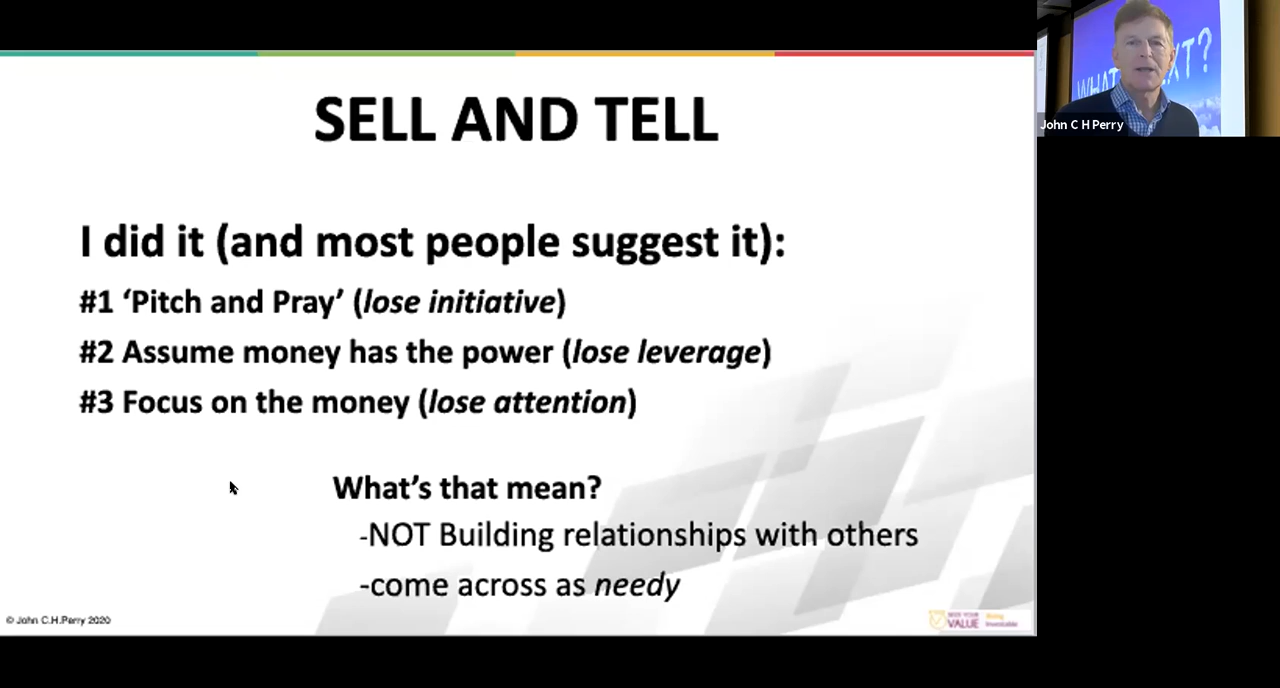 SELL AND TELL
I did it (and most people suggest it):
#1 ‘Pitch and Pray’ (lose initiative)
#2 Assume money has the power (lose leverage)
#3 Focus on the money (lose attention)
What’s that mean?
-NOT Building relationships with others
-come across as needy
© John C.H.Perry 2020
VALUE
WHAT
XT?
John C H Perry